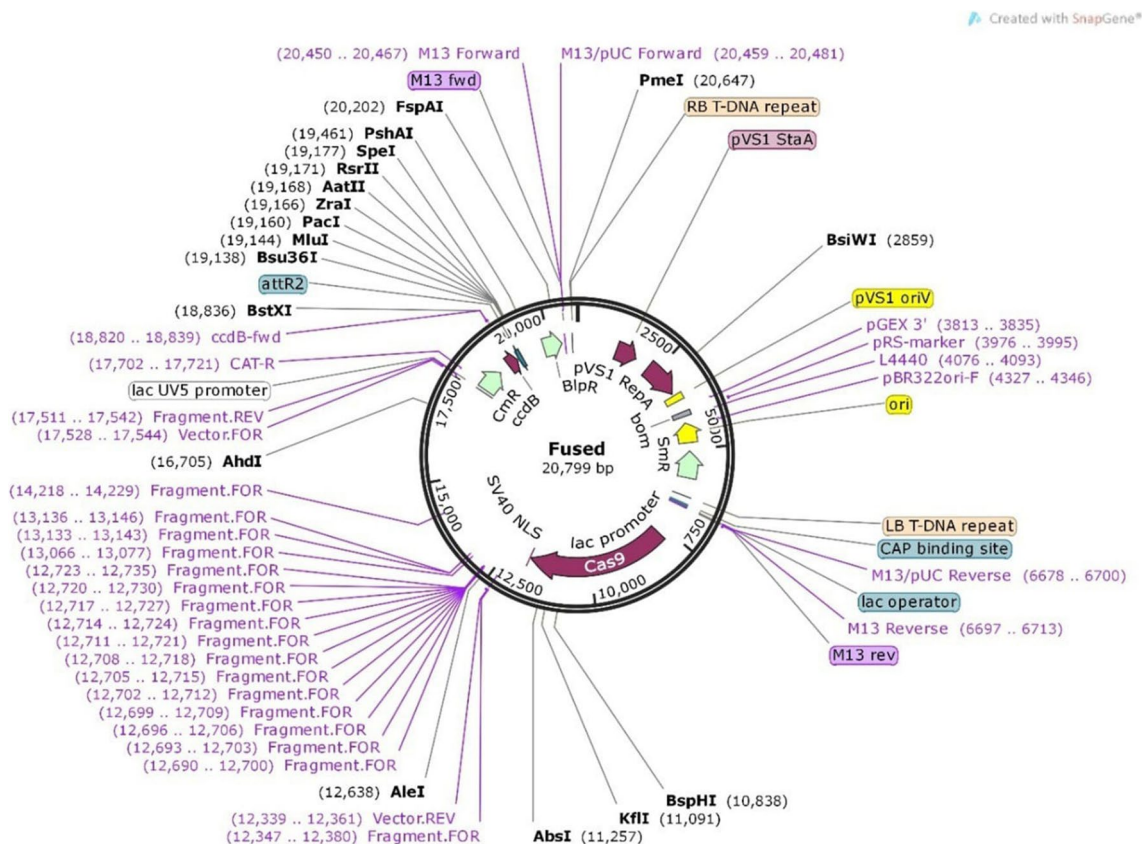 Created with SnapGene®
(20,450 .. 20,467) M13 Forward
M13/pUC Forward (20,459 .. 20,481)
M13 fwd
PmeI (20,647)
(20,202) FspAI
RB T-DNA repeat
(19,461) PshAI
pVS1 StaA
(19,177) SpeI
(19,171) RsrII
(19,168) AatII
(19,166) ZraI
(19,160) PacI
(19,144) MluI
BsiWI (2859)
(19,138) Bsu36I
attR2
pVS1 oriV
(18,836) BstXI
pGEX 3' (3813 .. 3835)
(18,820 .. 18,839) ccdB-fwd
pRS-marker (3976 .. 3995)
(17,702 .. 17,721) CAT-R
L4440 (4076 .. 4093)
lac UV5 promoter
pBR322ori-F (4327 .. 4346)
(17,511 .. 17,542) Fragment.REV
ori
(17,528 .. 17,544) Vector.FOR
(16,705) AhdI
(14,218 .. 14,229) Fragment.FOR
(13,136 .. 13,146) Fragment.FOR
(13,133 .. 13,143) Fragment.FOR
(13,066 .. 13,077) Fragment.FOR
(12,723 .. 12,735) Fragment.FOR
(12,720 .. 12,730) Fragment.FOR
(12,717 .. 12,727) Fragment.FOR
(12,714 .. 12,724) Fragment.FOR
(12,711 .. 12,721) Fragment.FOR
(12,708 .. 12,718) Fragment.FOR
(12,705 .. 12,715) Fragment.FOR
(12,702 .. 12,712) Fragment.FOR
(12,699 .. 12,709) Fragment.FOR
(12,696 .. 12,706) Fragment.FOR
(12,693 .. 12,703) Fragment.FOR
(12,690 .. 12,700) Fragment.FOR
(12,638) AleI
(12,339 .. 12,361) Vector.REV
(12,347 .. 12,380) Fragment.FOR
AbsI (11,257)
KflI (11,091)
BspHI (10,838)
LB T-DNA repeat
CAP binding site
M13/pUC Reverse (6678 .. 6700)
lac operator
M13 Reverse (6697 .. 6713)
M13 rev
2500
5000
750
10,000
12,500
15,000
17,500
BlpR
pVS1 RepA
bom
SmR
CmR
ccdB
Fused
20,799 bp
SV40 NLS
lac promoter
Cas9